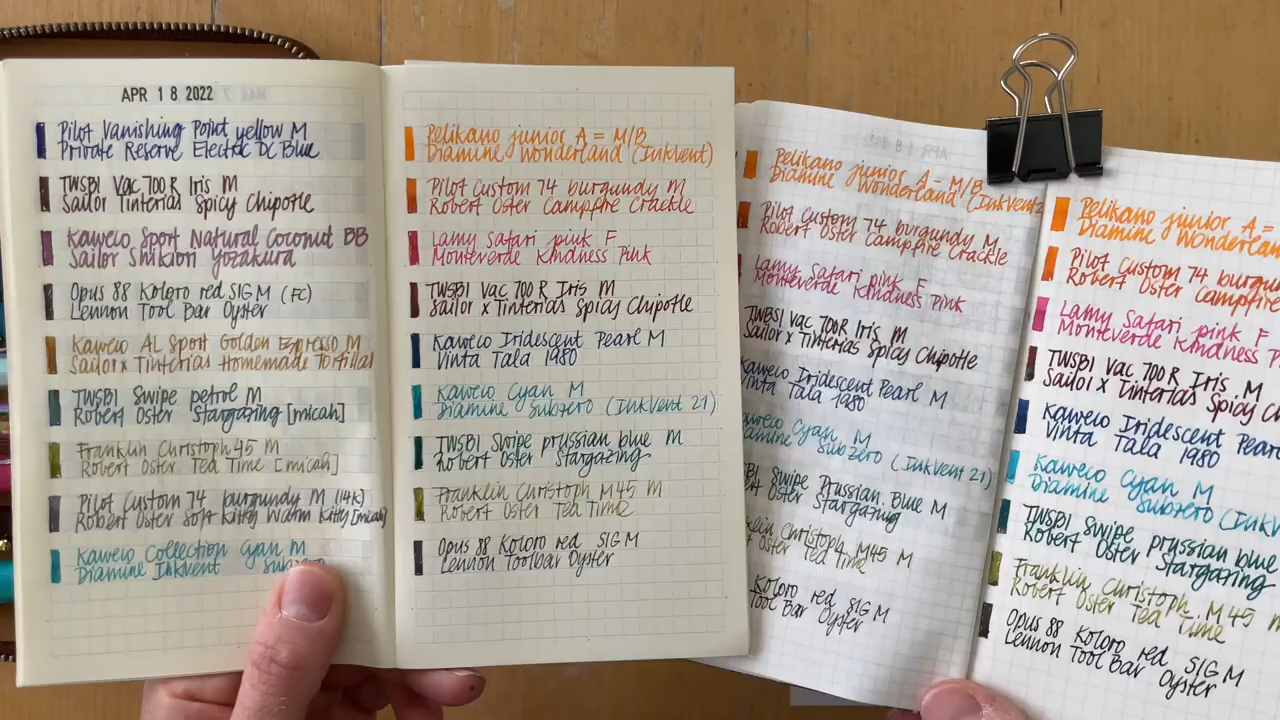 APR 18 2022
Pilot Vanishing Point yellow M
Private Reserve Electric DC Blue
TWSBI Vac 700R Iris M
Sailor Tinterias Spicy Chipotle
Kaweco Sport Natural Coconut BB
Sailor Shikiori Yozakura
Opus 88 Koloro red SIG M (FC)
Lennon Tool Bar Oyster
Kaweco AL Sport Golden Espresso M
Sailor x Tinterias Homemade Tortillas
TWSBI Swipe petrol M
Robert Oster Stargazing [micah]
Franklin Christoph 45 M
Robert Oster Tea Time [micah]
Pilot Custom 74 burgundy M (14k)
Robert Oster Soft Kitty Warm Kitty [micah]
Kaweco Collection Cyan M
Diamine Inkvent Subzero
Pelikano junior A = M/B
Diamine Wonderland (Inkvent)
Pilot Custom 74 burgundy M
Robert Oster Campfire Crackle
Lamy Safari pink F
Monteverde Kindness Pink
TWSBI Vac 700 R Iris M
Sailor x Tinterias Spicy Chipotle
Kaweco Iridescent Pearl M
Vinta Tala 1980
Kaweco Cyan M
Diamine Subzero (InkVent 21)
TWSBI Swipe prussian blue M
Robert Oster Stargazing
Franklin Christoph M45 M
Robert Oster Tea Time
Opus 88 Koloro red SIG M
Lennon Toolbar Oyster
Pelikano junior A = M/B
Diamine Wonderland (Inkvent
Pilot Custom 74 burgundy M
Robert Oster Campfire Crackle
Lamy Safari pink F
Monteverde Kindness Pink
TWSBI Vac 700R Iris M
Sailor x Tinterias Spicy Chipotle
Kaweco Iridescent Pearl M
Vinta Tala 1980
Kaweco Cyan M
Diamine Subzero (InkVent 21)
Swipe Prussian Blue M
Oster Stargazing
Christoph M45 M
Oster Tea Time
Koloro red SIG M
Tool Bar Oyster
Pelikano junior A =
Diamine
Pilot Custom 74
Robert Oster Campfire
Lamy Safari pink F
Monteverde Kindness
TWSBI Vac 700 R Iris M
Sailor x Tinterias Spicy
Kaweco Iridescent
Vinta Tala 1980
Kaweco Cyan M
Diamine Subzero
TWSBI Swipe prussian blue
Robert Oster Stargazing
Franklin Christoph M45
Robert Oster Tea Time
Opus 88 Koloro red SIG M
Lennon Tool Bar Oyster